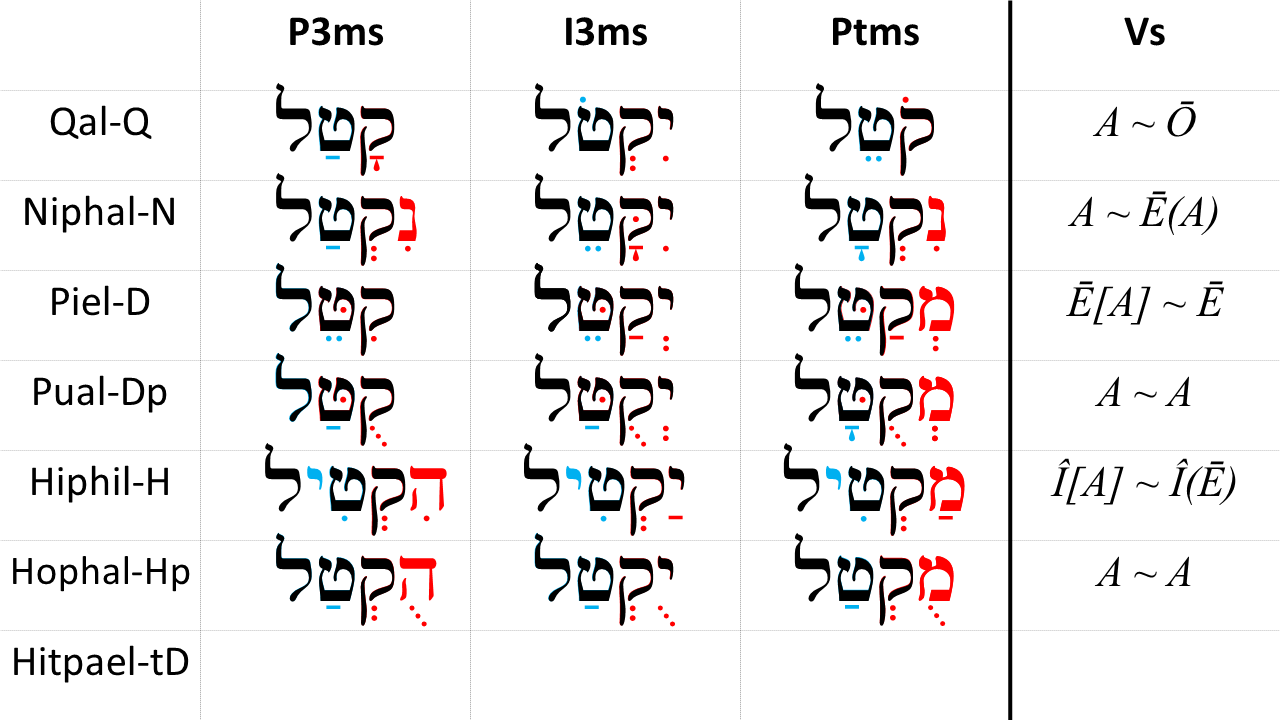 P3ms I3ms Ptms Vs
Qal-Q קָטַל יִקְטֹל קֹטֵל A ~ Ō
Niphal-N נִקְטַל יִקָּטֵל נִקְטָל A ~ Ē(A)
Piel-D קִטֵּל יְקַטֵּל מְקַטֵּל Ē[A] ~ Ē
Pual-Dp קֻטַּל יְקֻטַּל מְקֻטָּל A ~ A
Hiphil-H הִקְטִיל יַקְטִיל מַקְטִיל Î[A] ~ Î(Ē)
Hophal-Hp הֻקְטַל יֻקְטַל מֻקְטַל A ~ A
Hitpael-tD